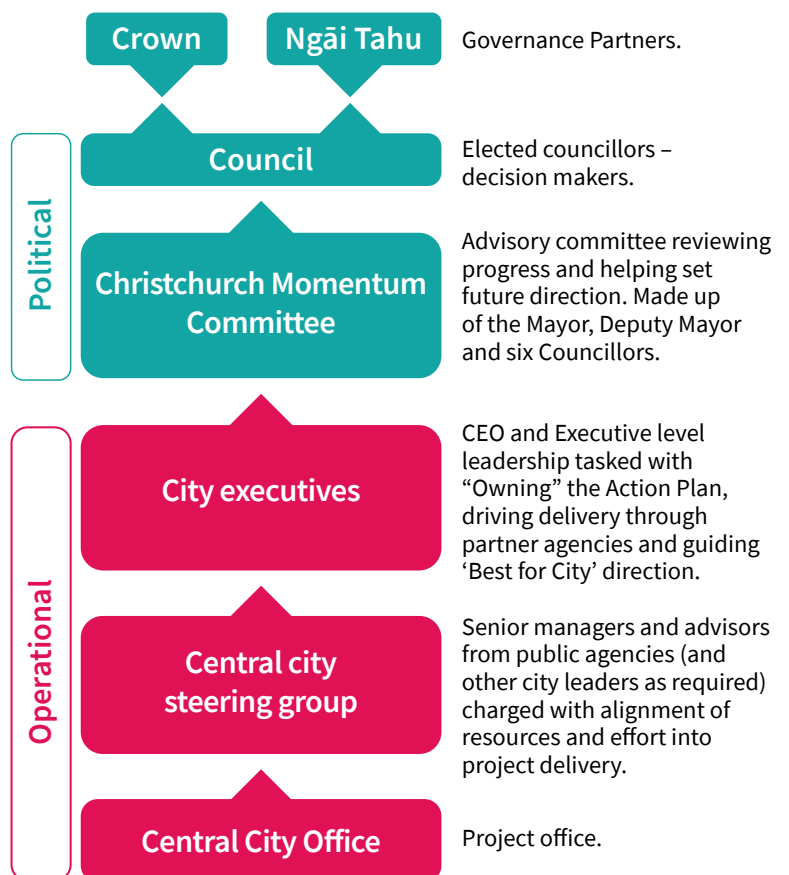 Crown
Ngāi Tahu
Governance Partners.
Political
Council
Elected councillors –
decision makers.
Christchurch Momentum
Committee
Advisory committee reviewing
progress and helping set
future direction. Made up
of the Mayor, Deputy Mayor
and six Councillors.
Operational
City executives
CEO and Executive level
leadership tasked with
“Owning” the Action Plan,
driving delivery through
partner agencies and guiding
‘Best for City’ direction.
Central city
steering group
Senior managers and advisors
from public agencies (and
other city leaders as required)
charged with alignment of
resources and effort into
project delivery.
Central City Office
Project office.